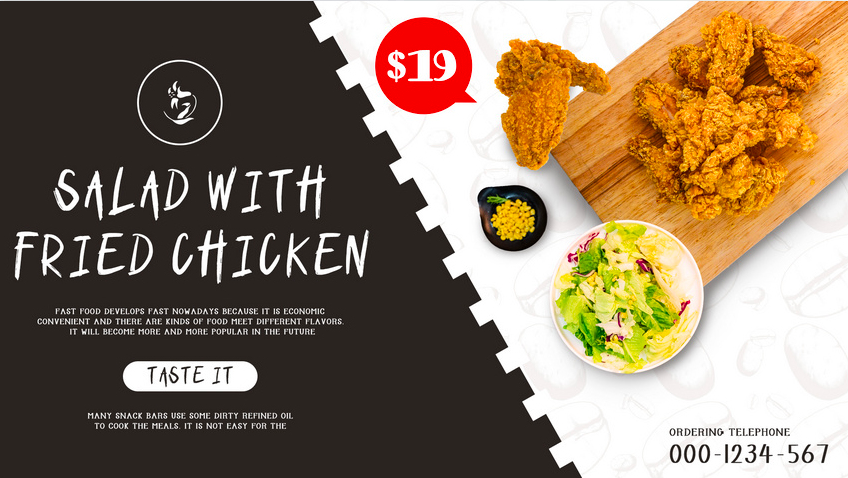 $19
SALAD WITH
FRIED CHICKEN
FAST FOOD DEVELOPS FAST NOWADAYS BECAUSE IT IS ECONOMIC
CONVENIENT AND THERE ARE KINDS OF FOOD MEET DIFFERENT FLAVORS.
IT WILL BECOME MORE AND MORE POPULAR IN THE FUTURE
TASTE IT
MANY SNACK BARS USE SOME DIRTY REFINED OIL
TO COOK THE MEALS. IT IS NOT EASY FOR THE
ORDERING TELEPHONE
000-1234-567